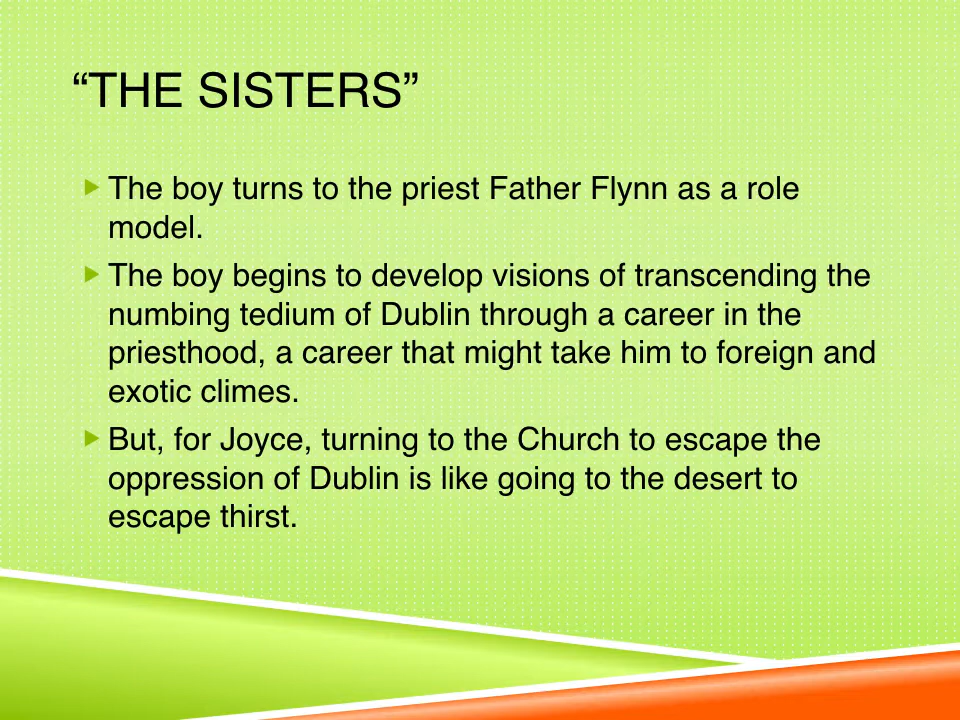 “THE SISTERS”
The boy turns to the priest Father Flynn as a role
model.
The boy begins to develop visions of transcending the
numbing tedium of Dublin through a career in the
priesthood, a career that might take him to foreign and
exotic climes.
But, for Joyce, turning to the Church to escape the
oppression of Dublin is like going to the desert to
escape thirst.